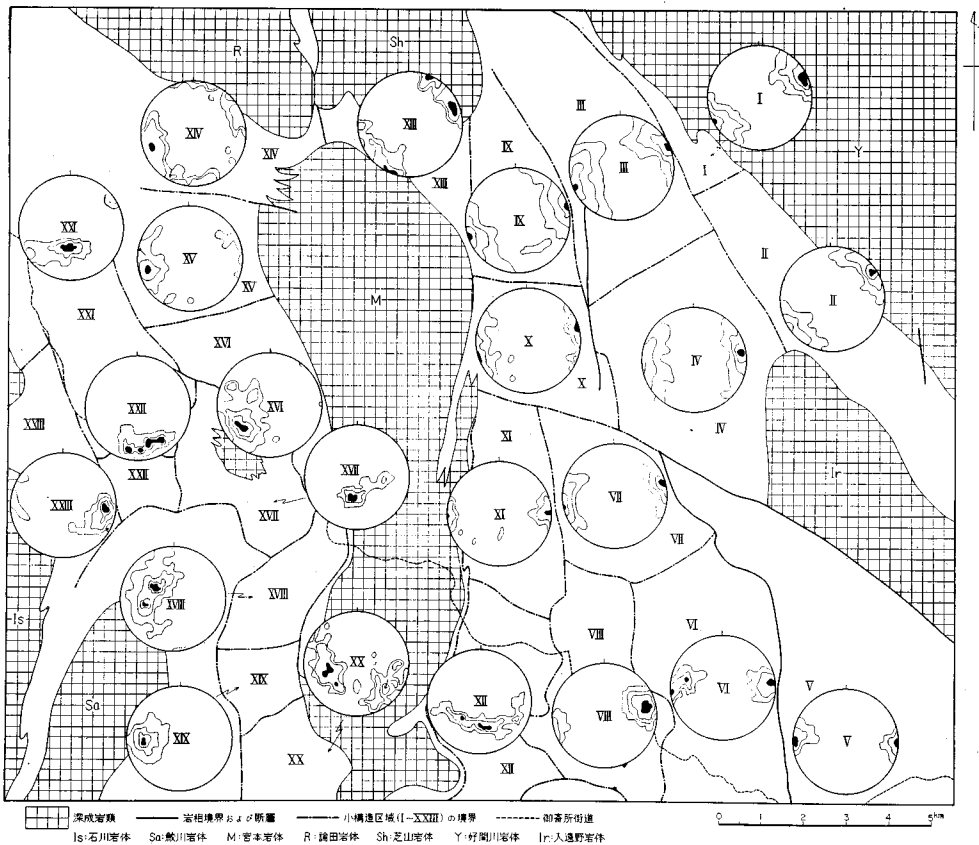 R
Sh
I
Y
III
XIV
XIII
IX
III
XIV
I
XIII
XXI
IX
XV
II
XV
M
II
XXI
X
XVI
IV
X
XXII
XVI
IV
XXIII
XI
XXII
XVII
VII
Ir
XXIII
XVII
XI
VII
XVIII
XVIII
Is
VI
VIII
XX
XIX
VI
Sa
XII
V
VIII
XIX
V
XX
XII
深成岩類 岩相境界および断層 小構造区域(I−XXIII)の境界 御斎所街道
Is:石川岩体 Sa:鮫川岩体 M:宮本岩体 R:論田岩体 Sh:芝山岩体 Y:好間川岩体 Ir:入遠野岩体
0 1 2 3 4 5km